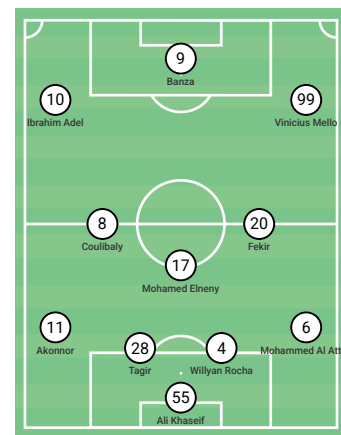 9
Banza
10
Ibrahim Adel
99
Vinicius Mello
8
Coulibaly
20
Fekir
17
Mohamed Elneny
11
Akonnor
6
Mohammed Al Att
28
Tagir
4
Willyan Rocha
55
Ali Khaseif